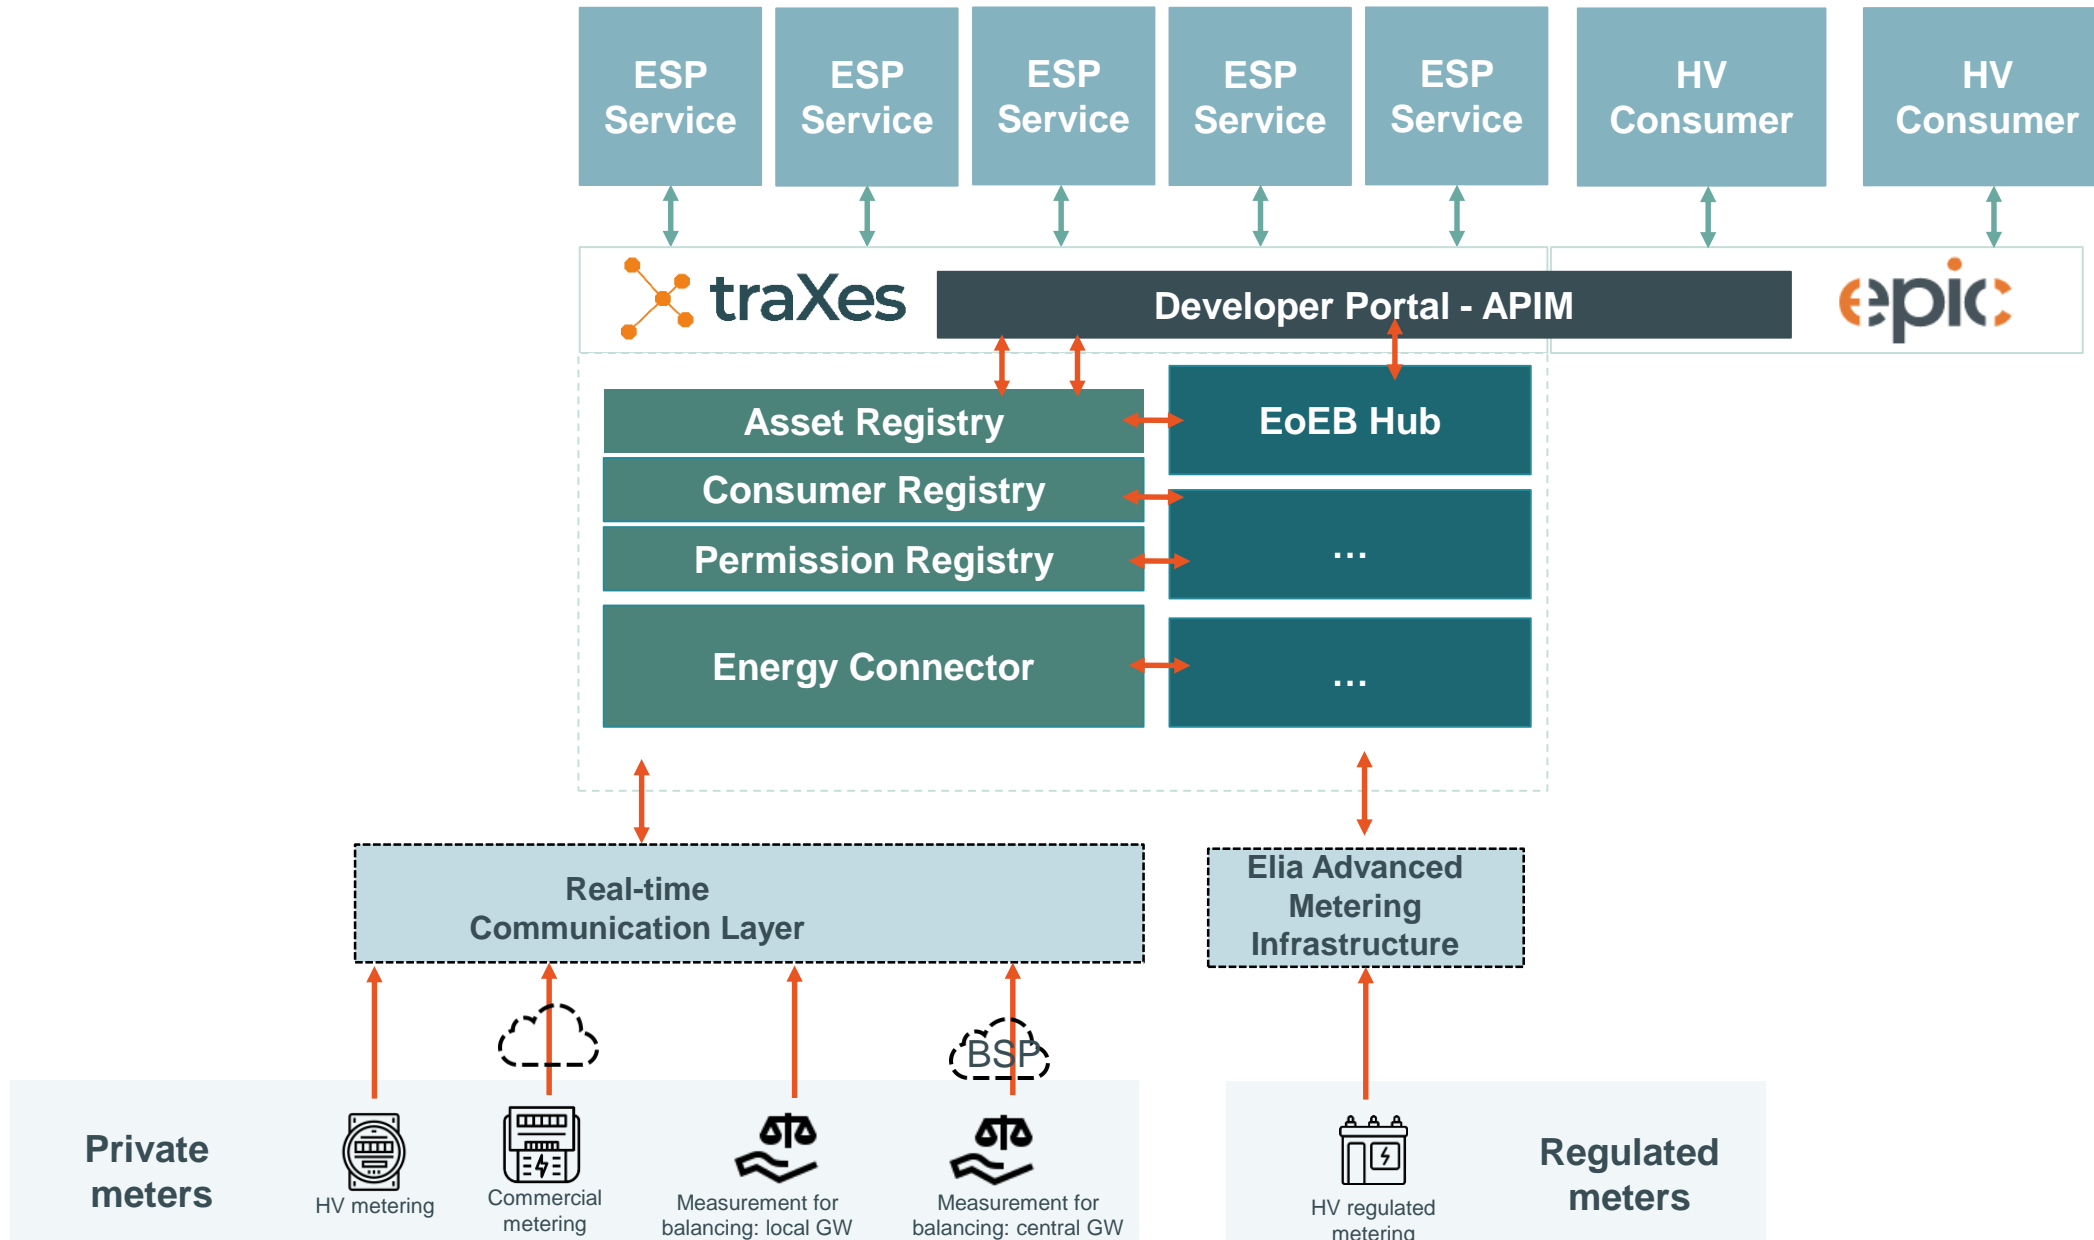 ESP
Service
ESP
Service
ESP
Service
ESP
Service
ESP
Service
HV
Consumer
HV
Consumer
traXes
Developer Portal - APIM
epic
Asset Registry
EoEB Hub
Consumer Registry
Permission Registry
...
Energy Connector
...
Real-time
Communication Layer
Elia Advanced
Metering
Infrastructure
BSP
Private
meters
HV metering
Commercial
metering
Measurement for
balancing: local GW
Measurement for
balancing: central GW
HV regulated
metering
Regulated
meters